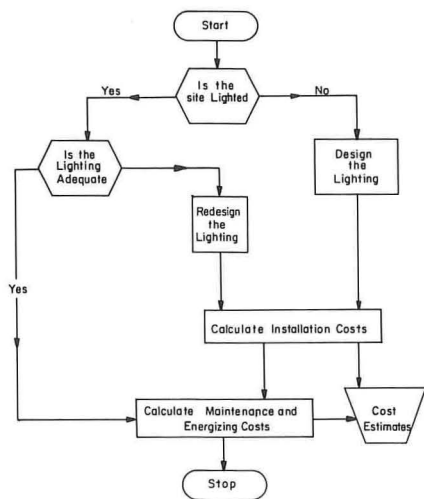 Start
Is the
site Lighted
Yes
No
Is the
Lighting
Adequate
Design
the
Lighting
Redesign
the
Lighting
Yes
Calculate Installation Costs
Calculate Maintenance and
Energizing Costs
Cost
Estimates
Stop